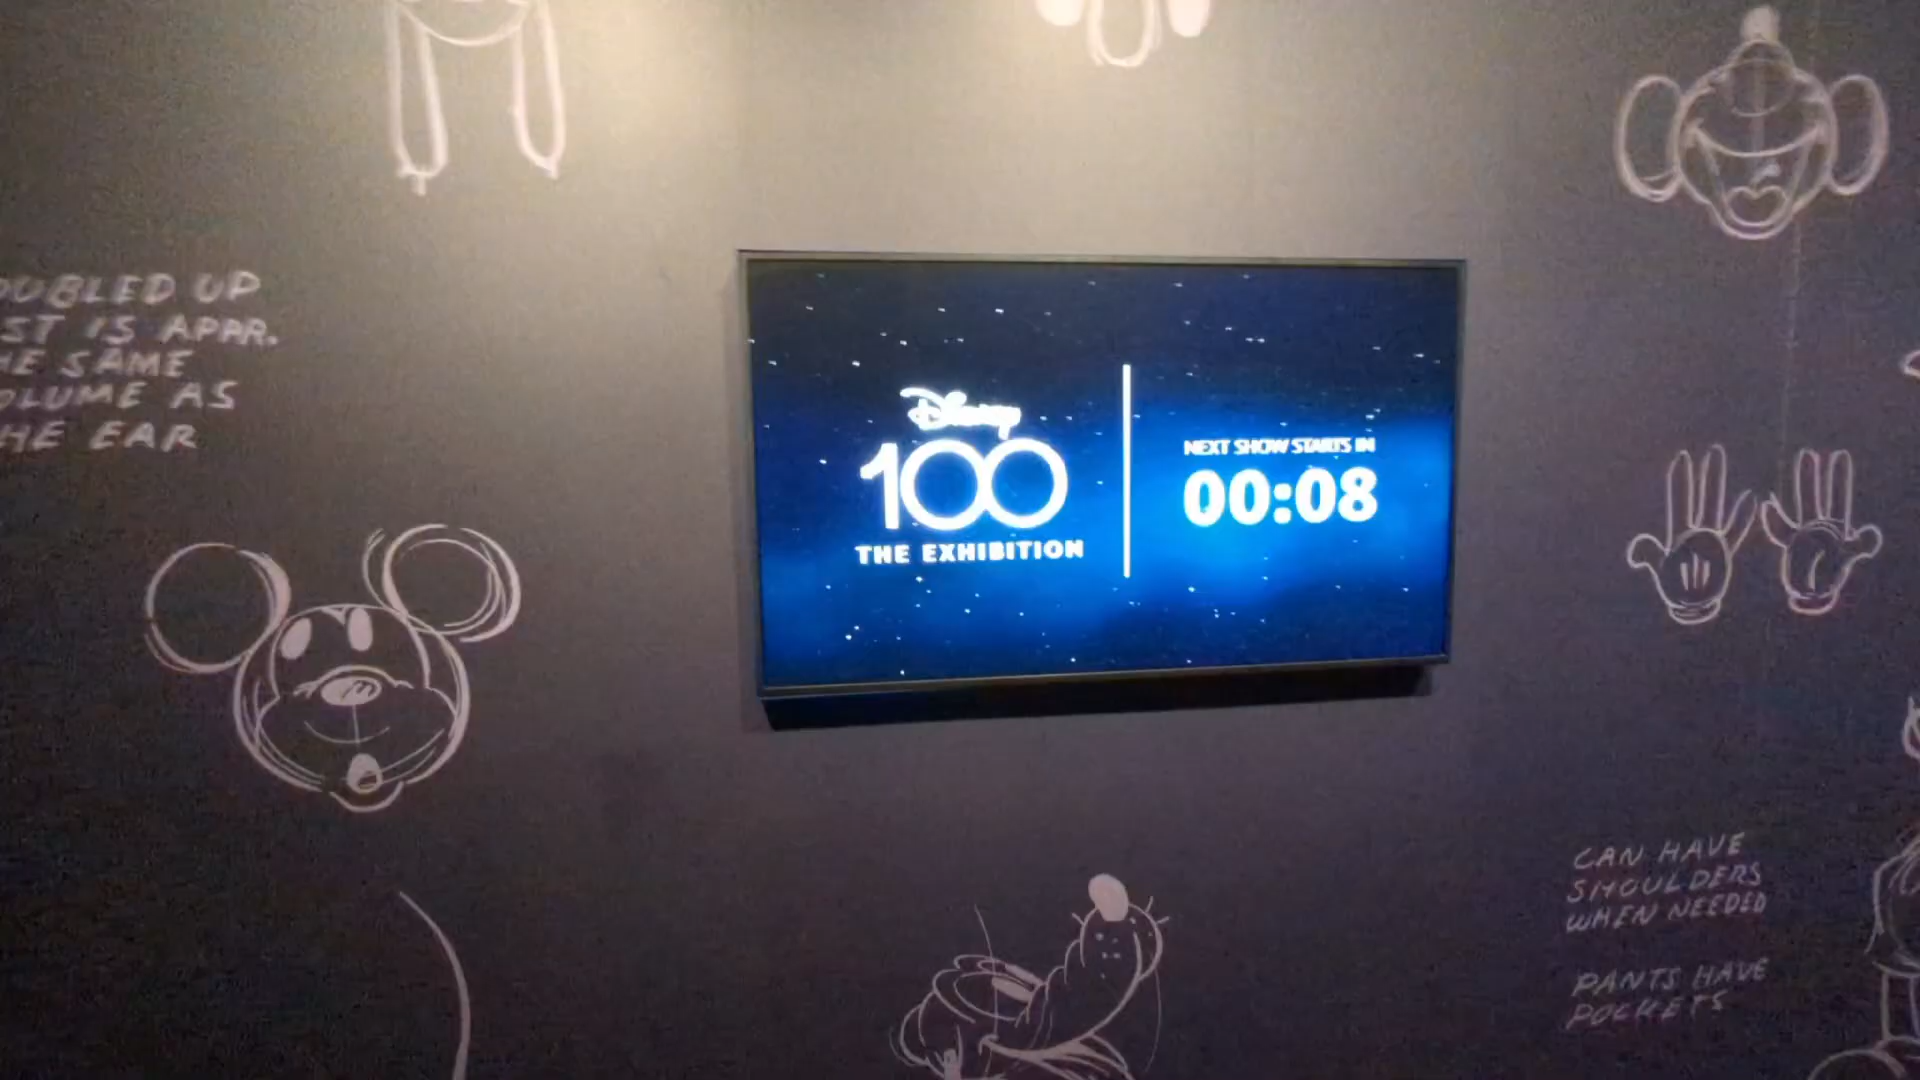 OUBLED UP
ST IS APPR.
HE SAME
OLUME AS
HE EAR
Disney
100
THE EXHIBITION
NEXT SHOW STARTS IN
00:08
CAN HAVE
SHOULDERS
WHEN NEEDED
PANTS HAVE
POCKETS